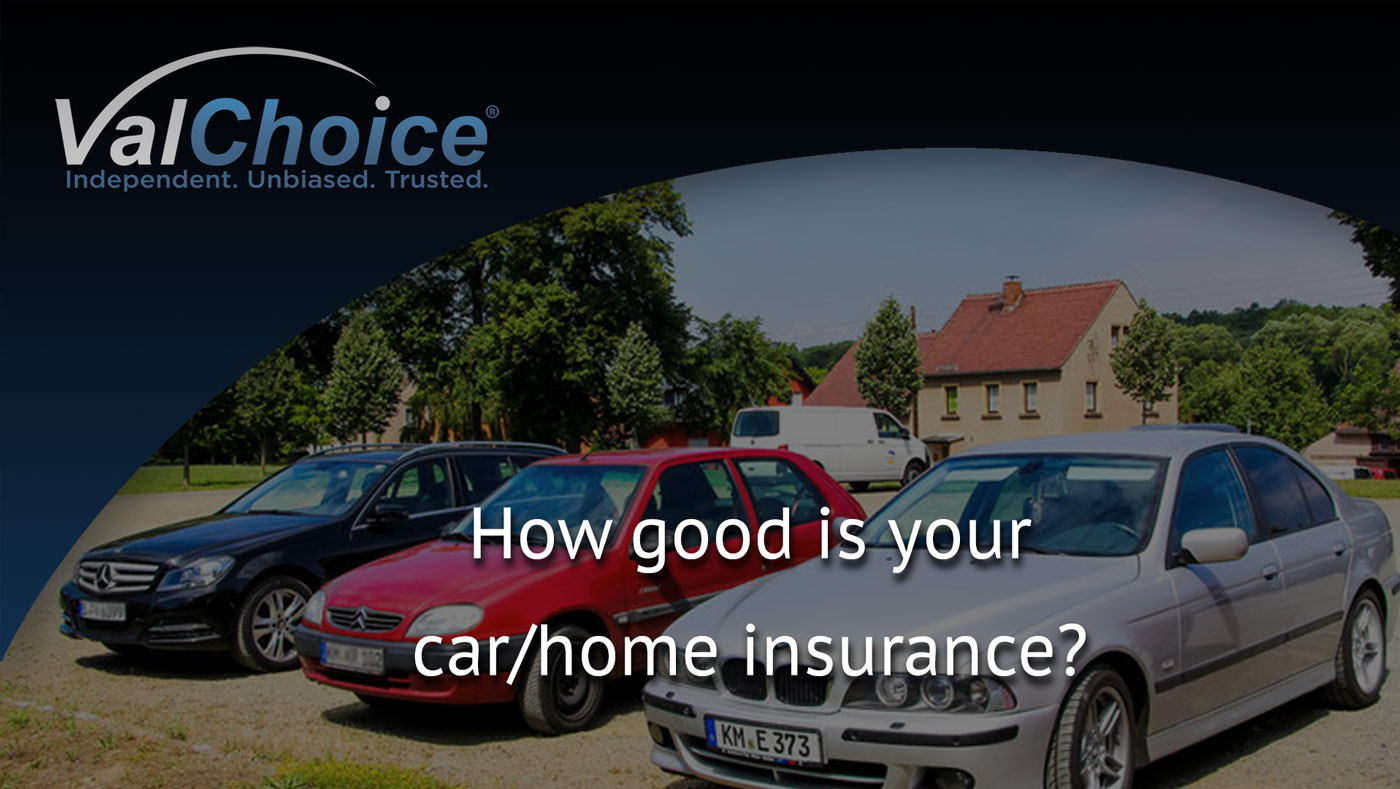 ValChoice®
Independent. Unbiased. Trusted.
How good is your
car/home insurance?
KM E 373